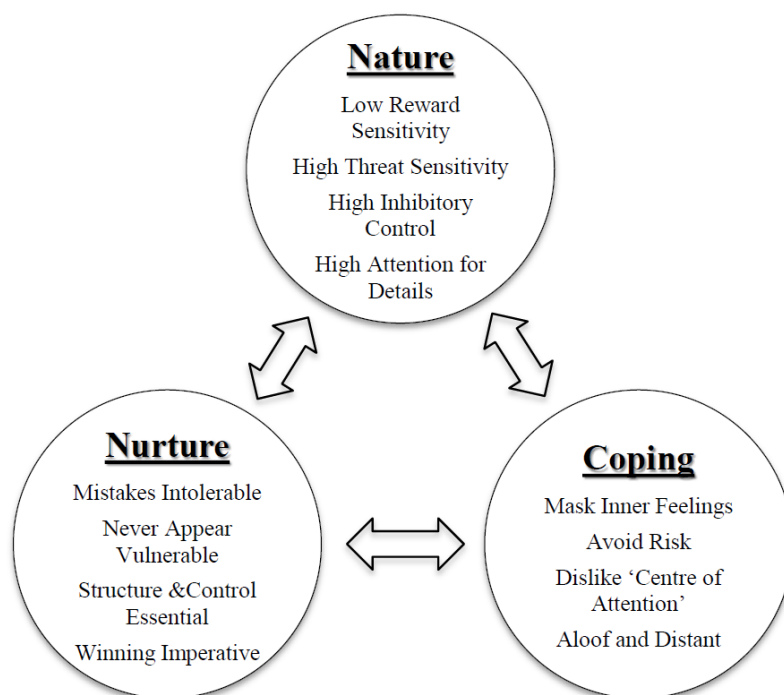 Nature
Low Reward
Sensitivity
High Threat Sensitivity
High Inhibitory
Control
High Attention for
Details
Nurture
Mistakes Intolerable
Never Appear
Vulnerable
Structure &Control
Essential
Winning Imperative
Coping
Mask Inner Feelings
Avoid Risk
Dislike ‘Centre of
Attention’
Aloof and Distant